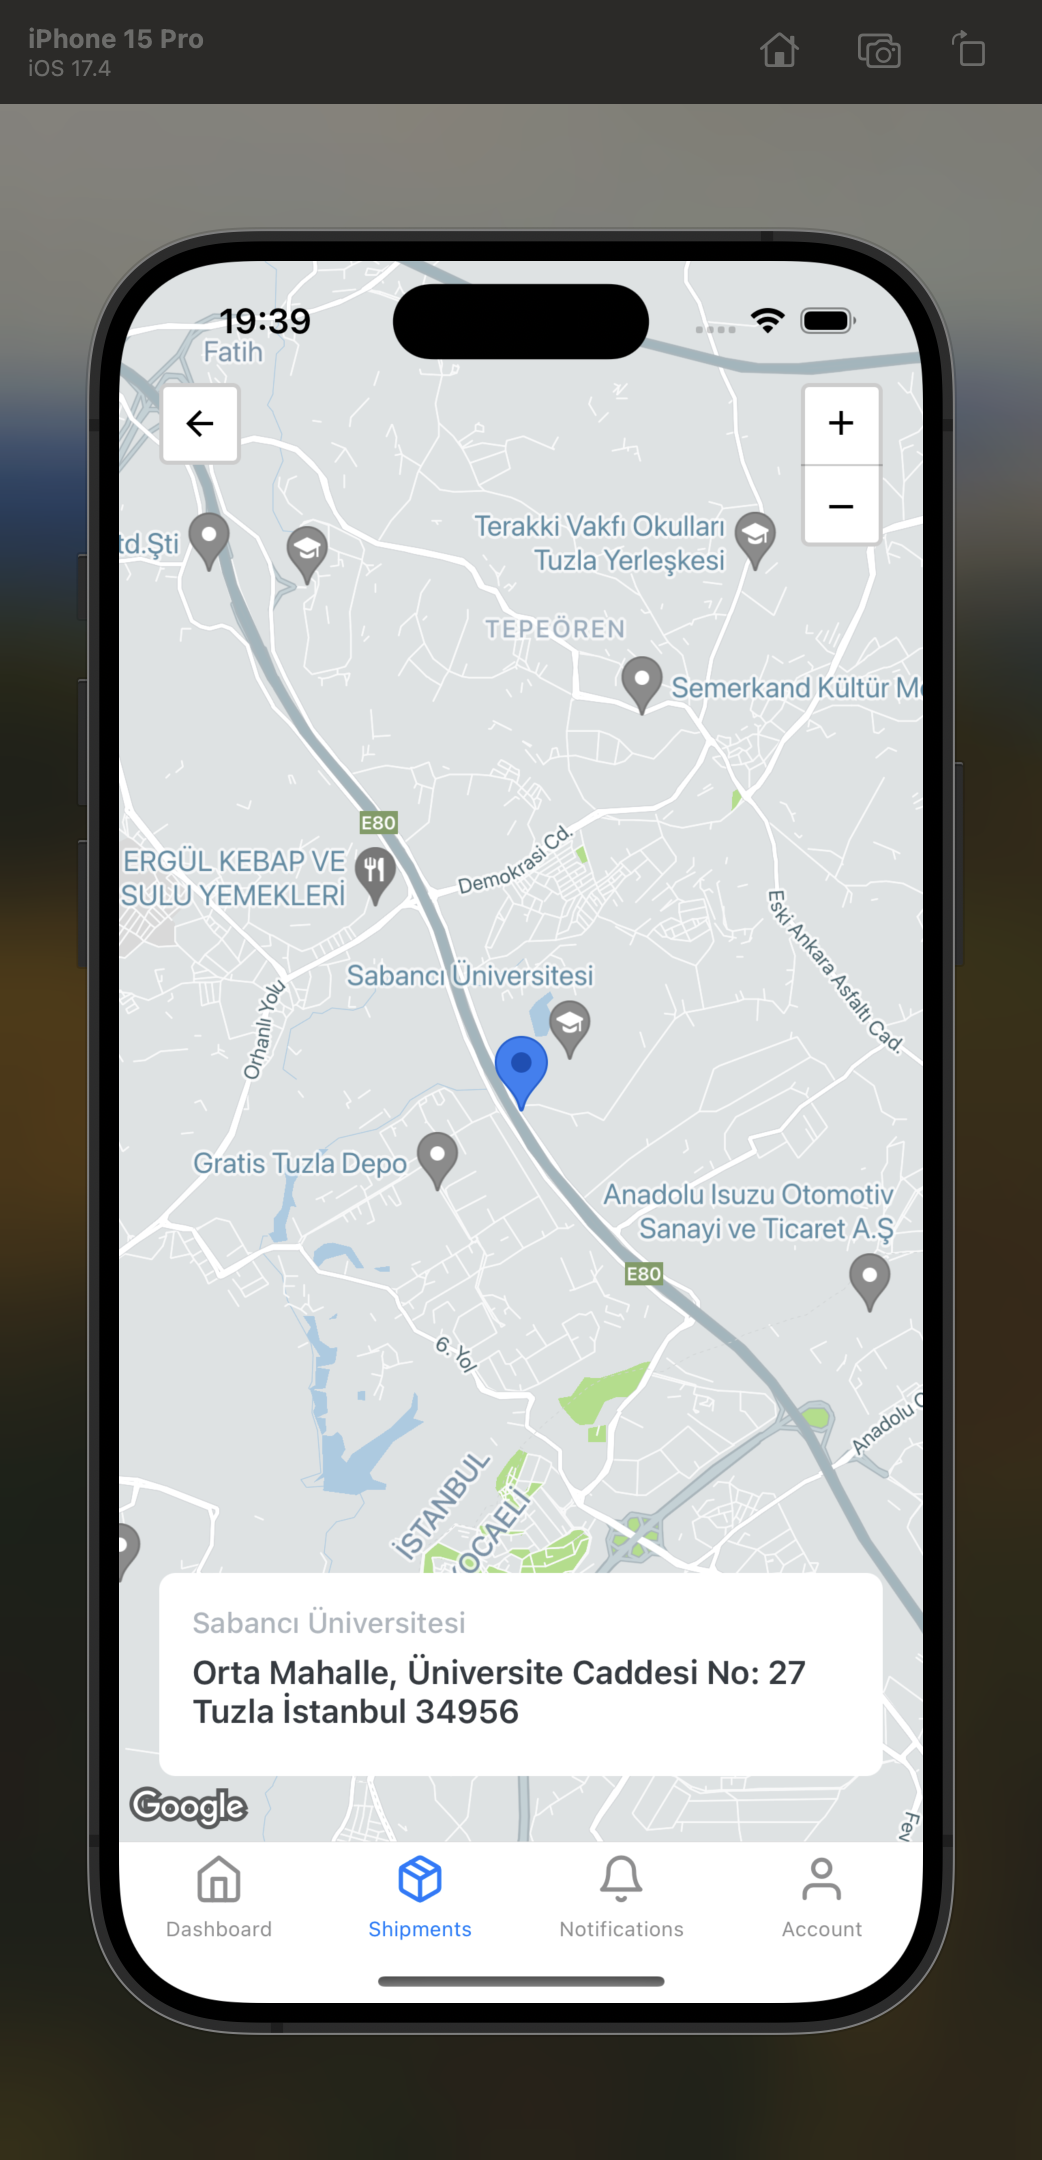 iPhone 15 Pro
iOS 17.4
19:39
Fatih
+
−
Terakki Vakfı Okulları
Tuzla Yerleşkesi
td.Şti
TEPEÖREN
Semerkand Kültür Me
E80
Demokrasi Cd.
ERGÜL KEBAP VE
SULU YEMEKLERİ
Eski Ankara Asfaltı Cad.
Sabancı Üniversitesi
Orhanlı Yolu
Gratis Tuzla Depo
Anadolu Isuzu Otomotiv
Sanayi ve Ticaret A.Ş
E80
6. Yol
Anadolu C
İSTANBUL
OCAELİ
Sabancı Üniversitesi
Orta Mahalle, Üniversite Caddesi No: 27
Tuzla İstanbul 34956
Google
Fev
Dashboard
Shipments
Notifications
Account